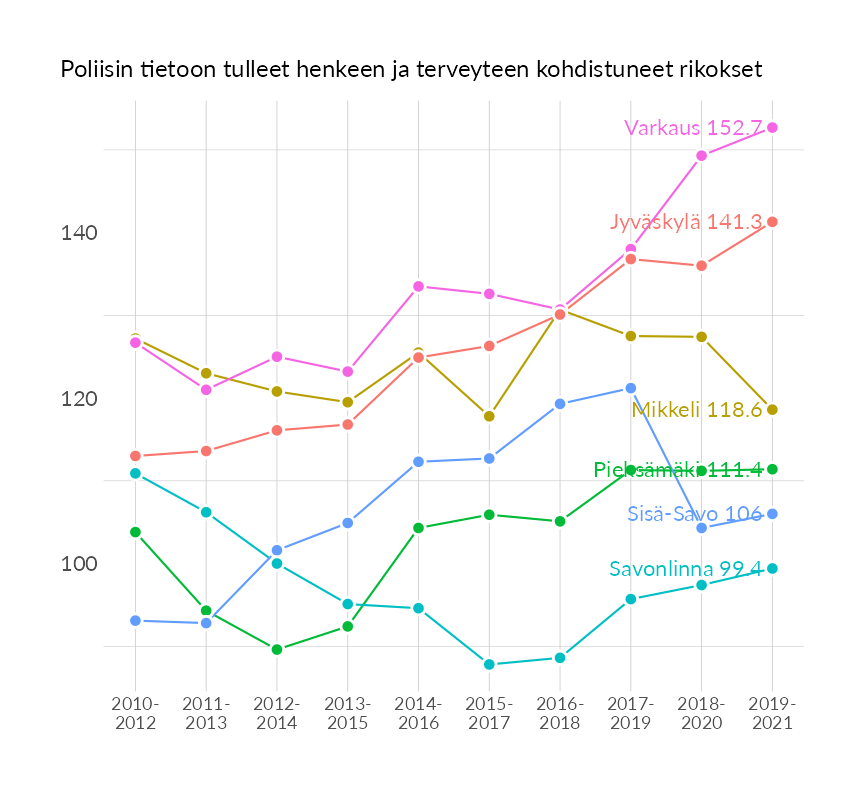 Poliisin tietoon tulleet henkeen ja terveyteen kohdistuneet rikokset
Varkaus 152.7
Jyväskylä 141.3
140
120
Mikkeli 118.6
Pieksämäki 111.4
Sisä-Savo 106
100
Savonlinna 99.4
2010- 2011- 2012- 2013- 2014- 2015- 2016- 2017- 2018- 2019-
2012 2013 2014 2015 2016 2017 2018 2019 2020 2021